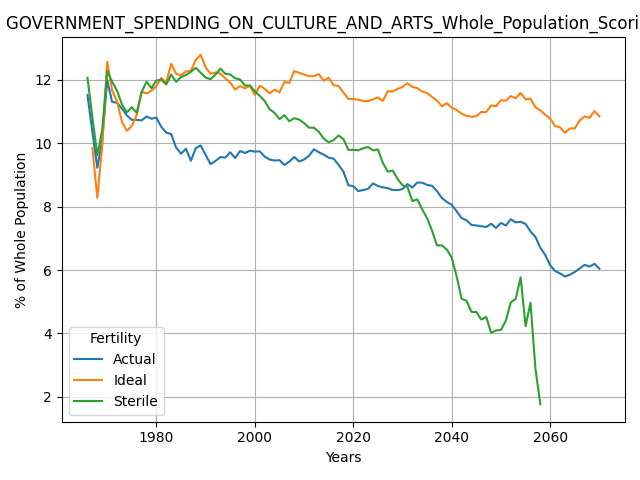 GOVERNMENT_SPENDING_ON_CULTURE_AND_ARTS_Whole_Population_Scori
% of Whole Population
12
10
8
6
4
2
Fertility
Actual
Ideal
Sterile
1980 2000 2020 2040 2060
Years